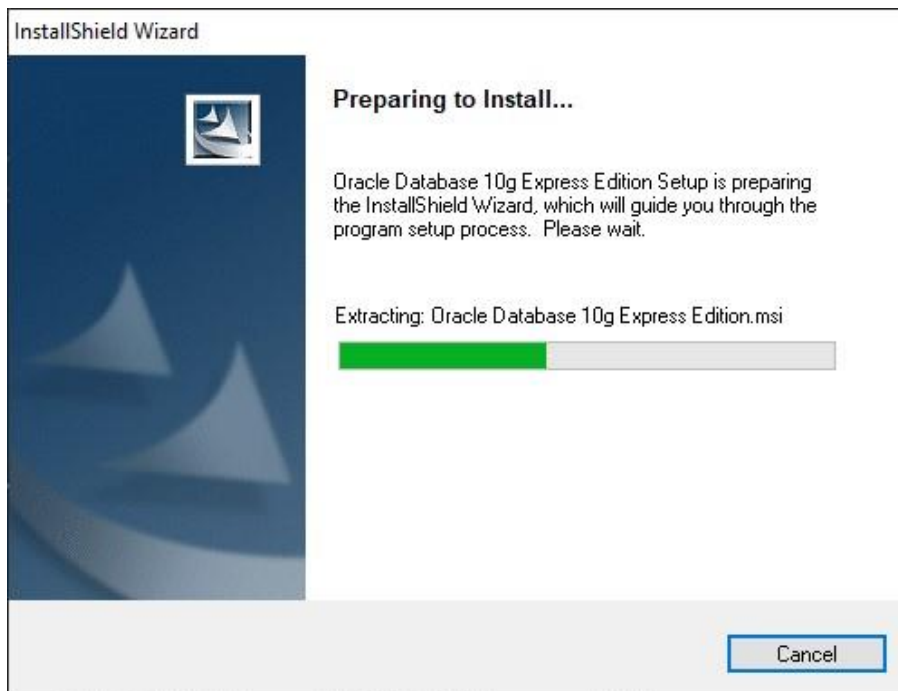 InstallShield Wizard
Preparing to Install...
Oracle Database 10g Express Edition Setup is preparing
the InstallShield Wizard, which will guide you through the
program setup process.  Please wait.
Extracting: Oracle Database 10g Express Edition.msi
Cancel